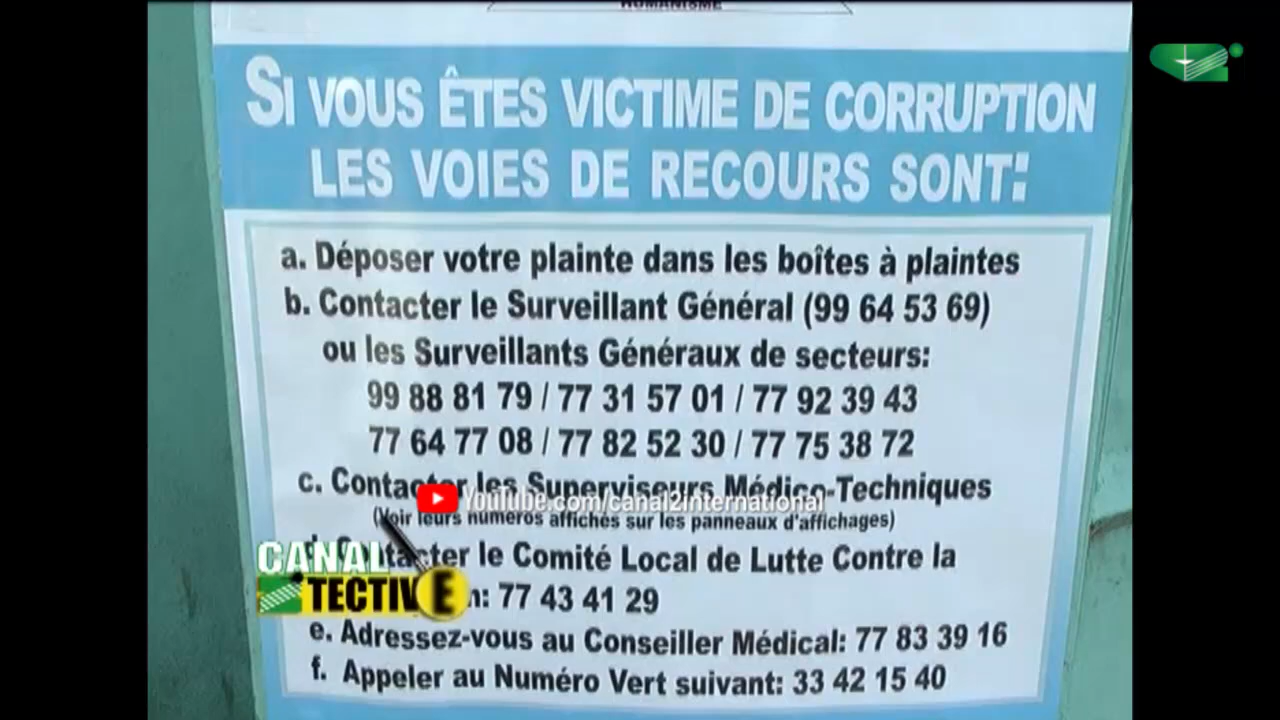 HUMANISME
SI VOUS ÊTES VICTIME DE CORRUPTION
LES VOIES DE RECOURS SONT:
a. Déposer votre plainte dans les boîtes à plaintes
b. Contacter le Surveillant Général (99 64 53 69)
ou les Surveillants Généraux de secteurs:
99 88 81 79 / 77 31 57 01 / 77 92 39 43
77 64 77 08 / 77 82 52 30 / 77 75 38 72
c. Contacter les Superviseurs Médico-Techniques
YouTube.com/canal2international
(Voir leurs numéros affichés sur les panneaux d'affichages)
d. Contacter le Comité Local de Lutte Contre la
: 77 43 41 29
CANAL
TECTIVE
e. Adressez-vous au Conseiller Médical: 77 83 39 16
f. Appeler au Numéro Vert suivant: 33 42 15 40